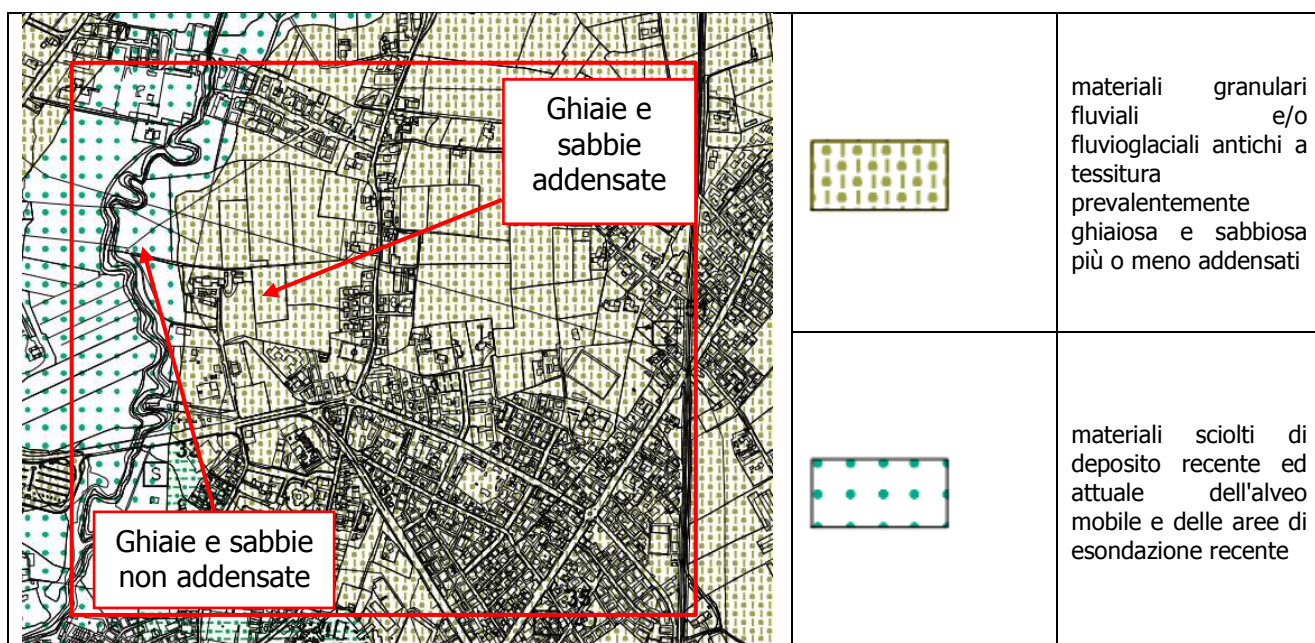 Ghiaie e
sabbie
addensate
Ghiaie e sabbie
non addensate
S
35
materiali granulari
fluviali e/o
fluvioglaciali antichi a
tessitura
prevalentemente
ghiaiosa e sabbiosa
più o meno addensati
materiali sciolti di
deposito recente ed
attuale dell'alveo
mobile e delle aree di
esondazione recente